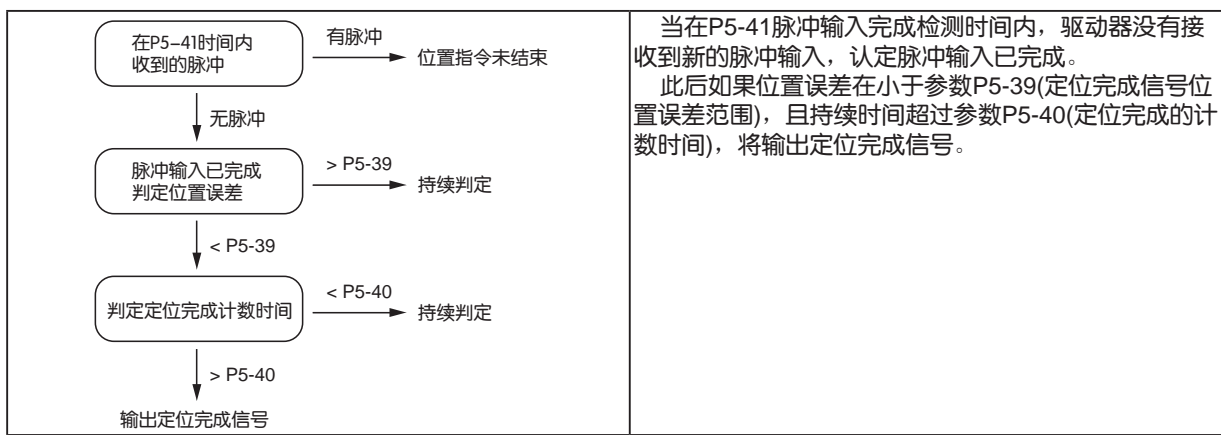 在P5–41时间内
收到的脉冲
有脉冲
位置指令未结束
无脉冲
脉冲输入已完成
判定位置误差
> P5-39
持续判定
< P5-39
判定定位完成计数时间
< P5-40
持续判定
> P5-40
输出定位完成信号
当在P5-41脉冲输入完成检测时间内，驱动器没有接
收到新的脉冲输入，认定脉冲输入已完成。
此后如果位置误差在小于参数P5-39(定位完成信号位
置误差范围)，且持续时间超过参数P5-40(定位完成的计
数时间)，将输出定位完成信号。